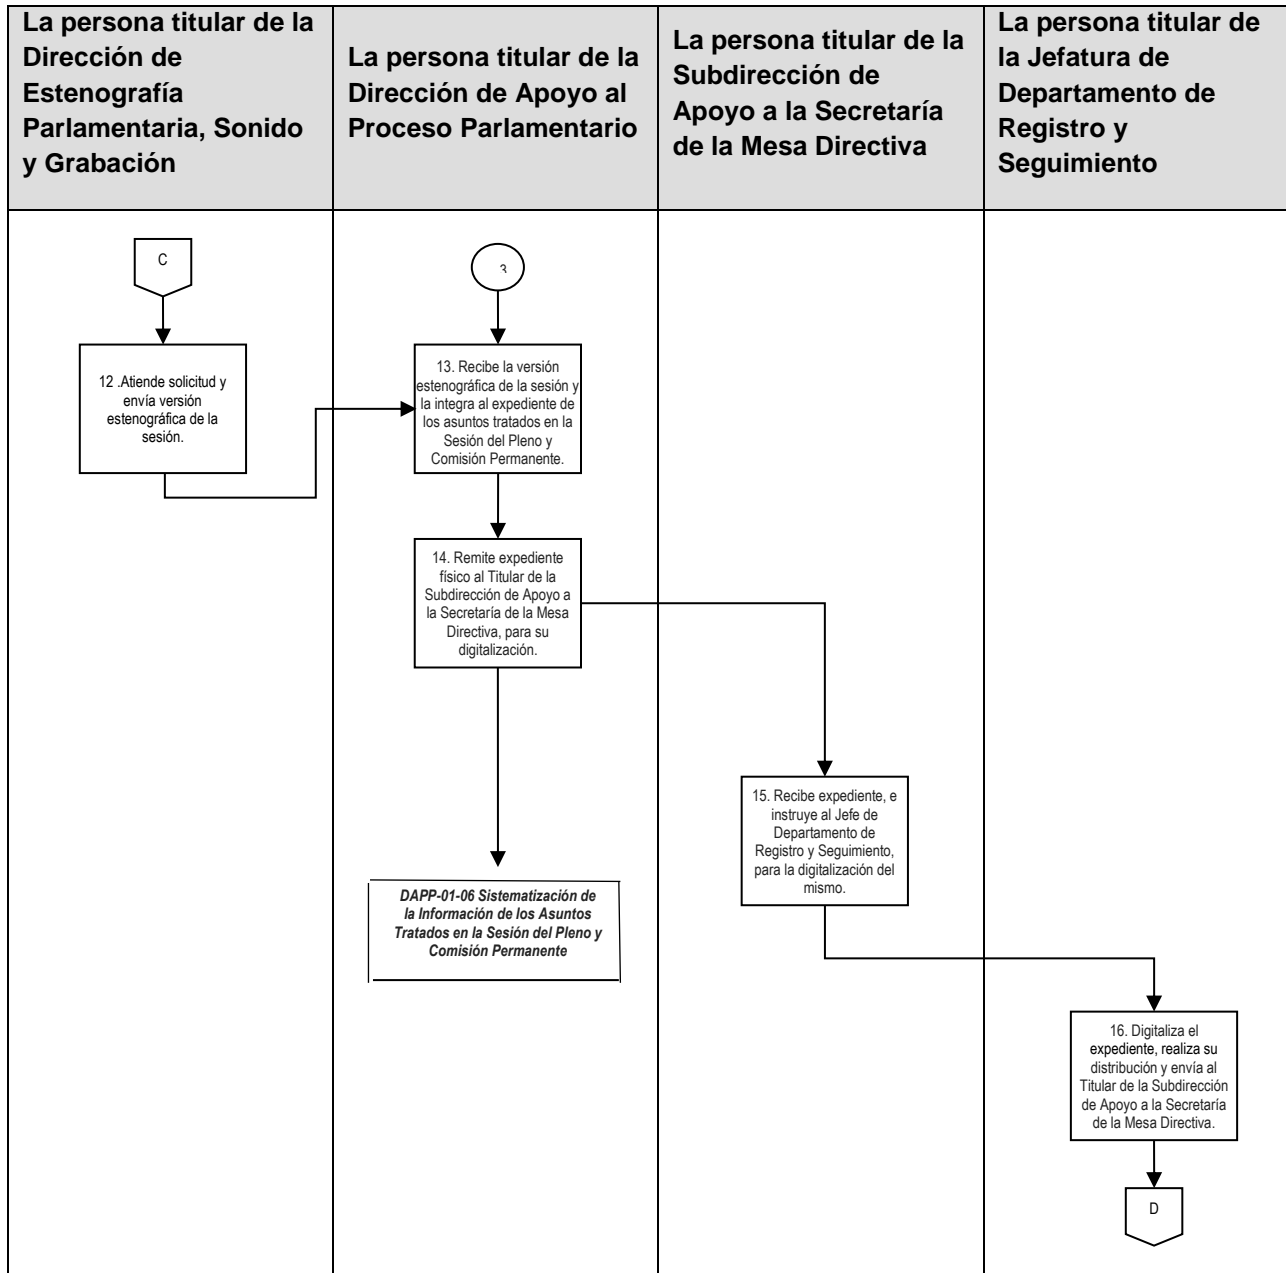 La persona titular de la
Dirección de
Estenografía
Parlamentaria, Sonido
y Grabación
La persona titular de la
Dirección de Apoyo al
Proceso Parlamentario
La persona titular de la
Subdirección de
Apoyo a la Secretaría
de la Mesa Directiva
La persona titular de
la Jefatura de
Departamento de
Registro y
Seguimiento
C
3
12 .Atiende solicitud y
envía versión
estenográfica de la
sesión.
13. Recibe la versión
estenográfica de la sesión y
la integra al expediente de
los asuntos tratados en la
Sesión del Pleno y
Comisión Permanente.
14. Remite expediente
físico al Titular de la
Subdirección de Apoyo a
la Secretaría de la Mesa
Directiva, para su
digitalización.
15. Recibe expediente, e
instruye al Jefe de
Departamento de
Registro y Seguimiento,
para la digitalización del
mismo.
DAPP-01-06 Sistematización de
la Información de los Asuntos
Tratados en la Sesión del Pleno y
Comisión Permanente
16. Digitaliza el
expediente, realiza su
distribución y envía al
Titular de la Subdirección
de Apoyo a la Secretaría
de la Mesa Directiva.
D